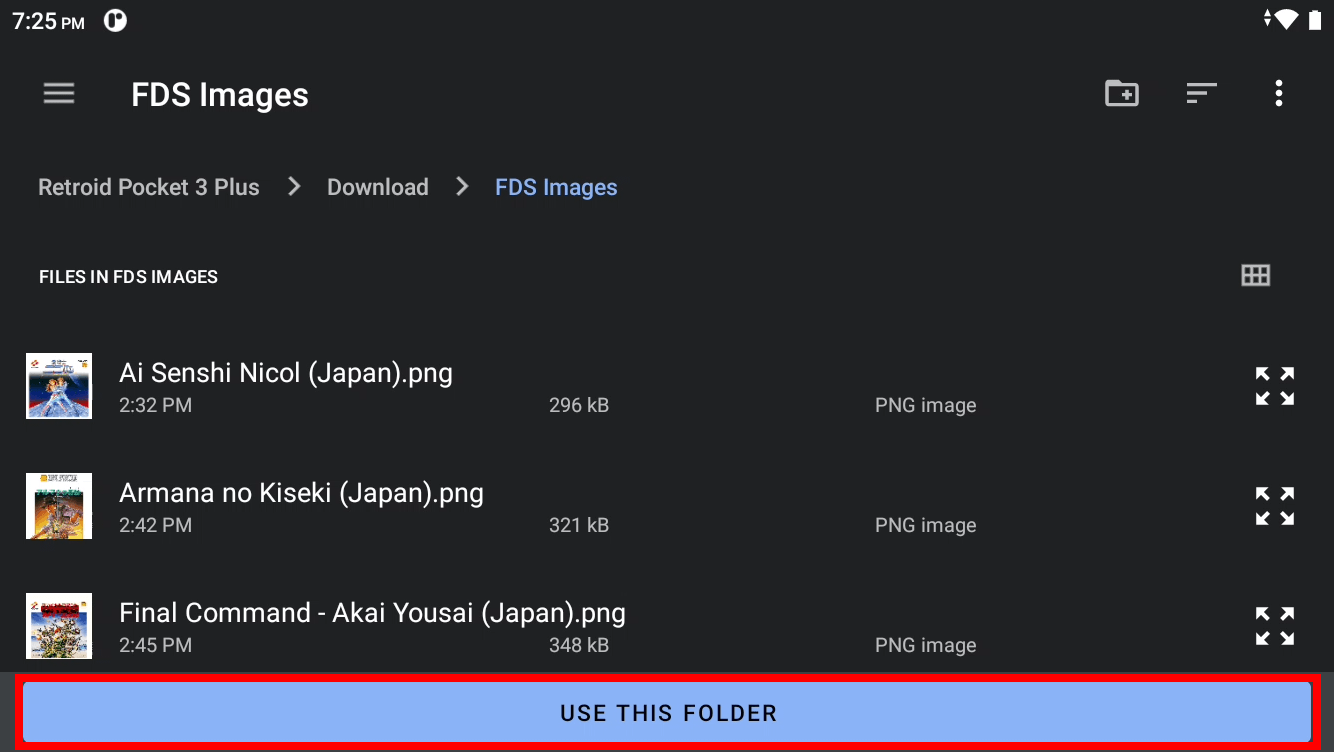 7:25 PM
FDS Images
Retroid Pocket 3 Plus > Download > FDS Images
FILES IN FDS IMAGES
Ai Senshi Nicol (Japan).png
2:32 PM 296 kB PNG image
Armana no Kiseki (Japan).png
2:42 PM 321 kB PNG image
Final Command - Akai Yousai (Japan).png
2:45 PM 348 kB PNG image
USE THIS FOLDER